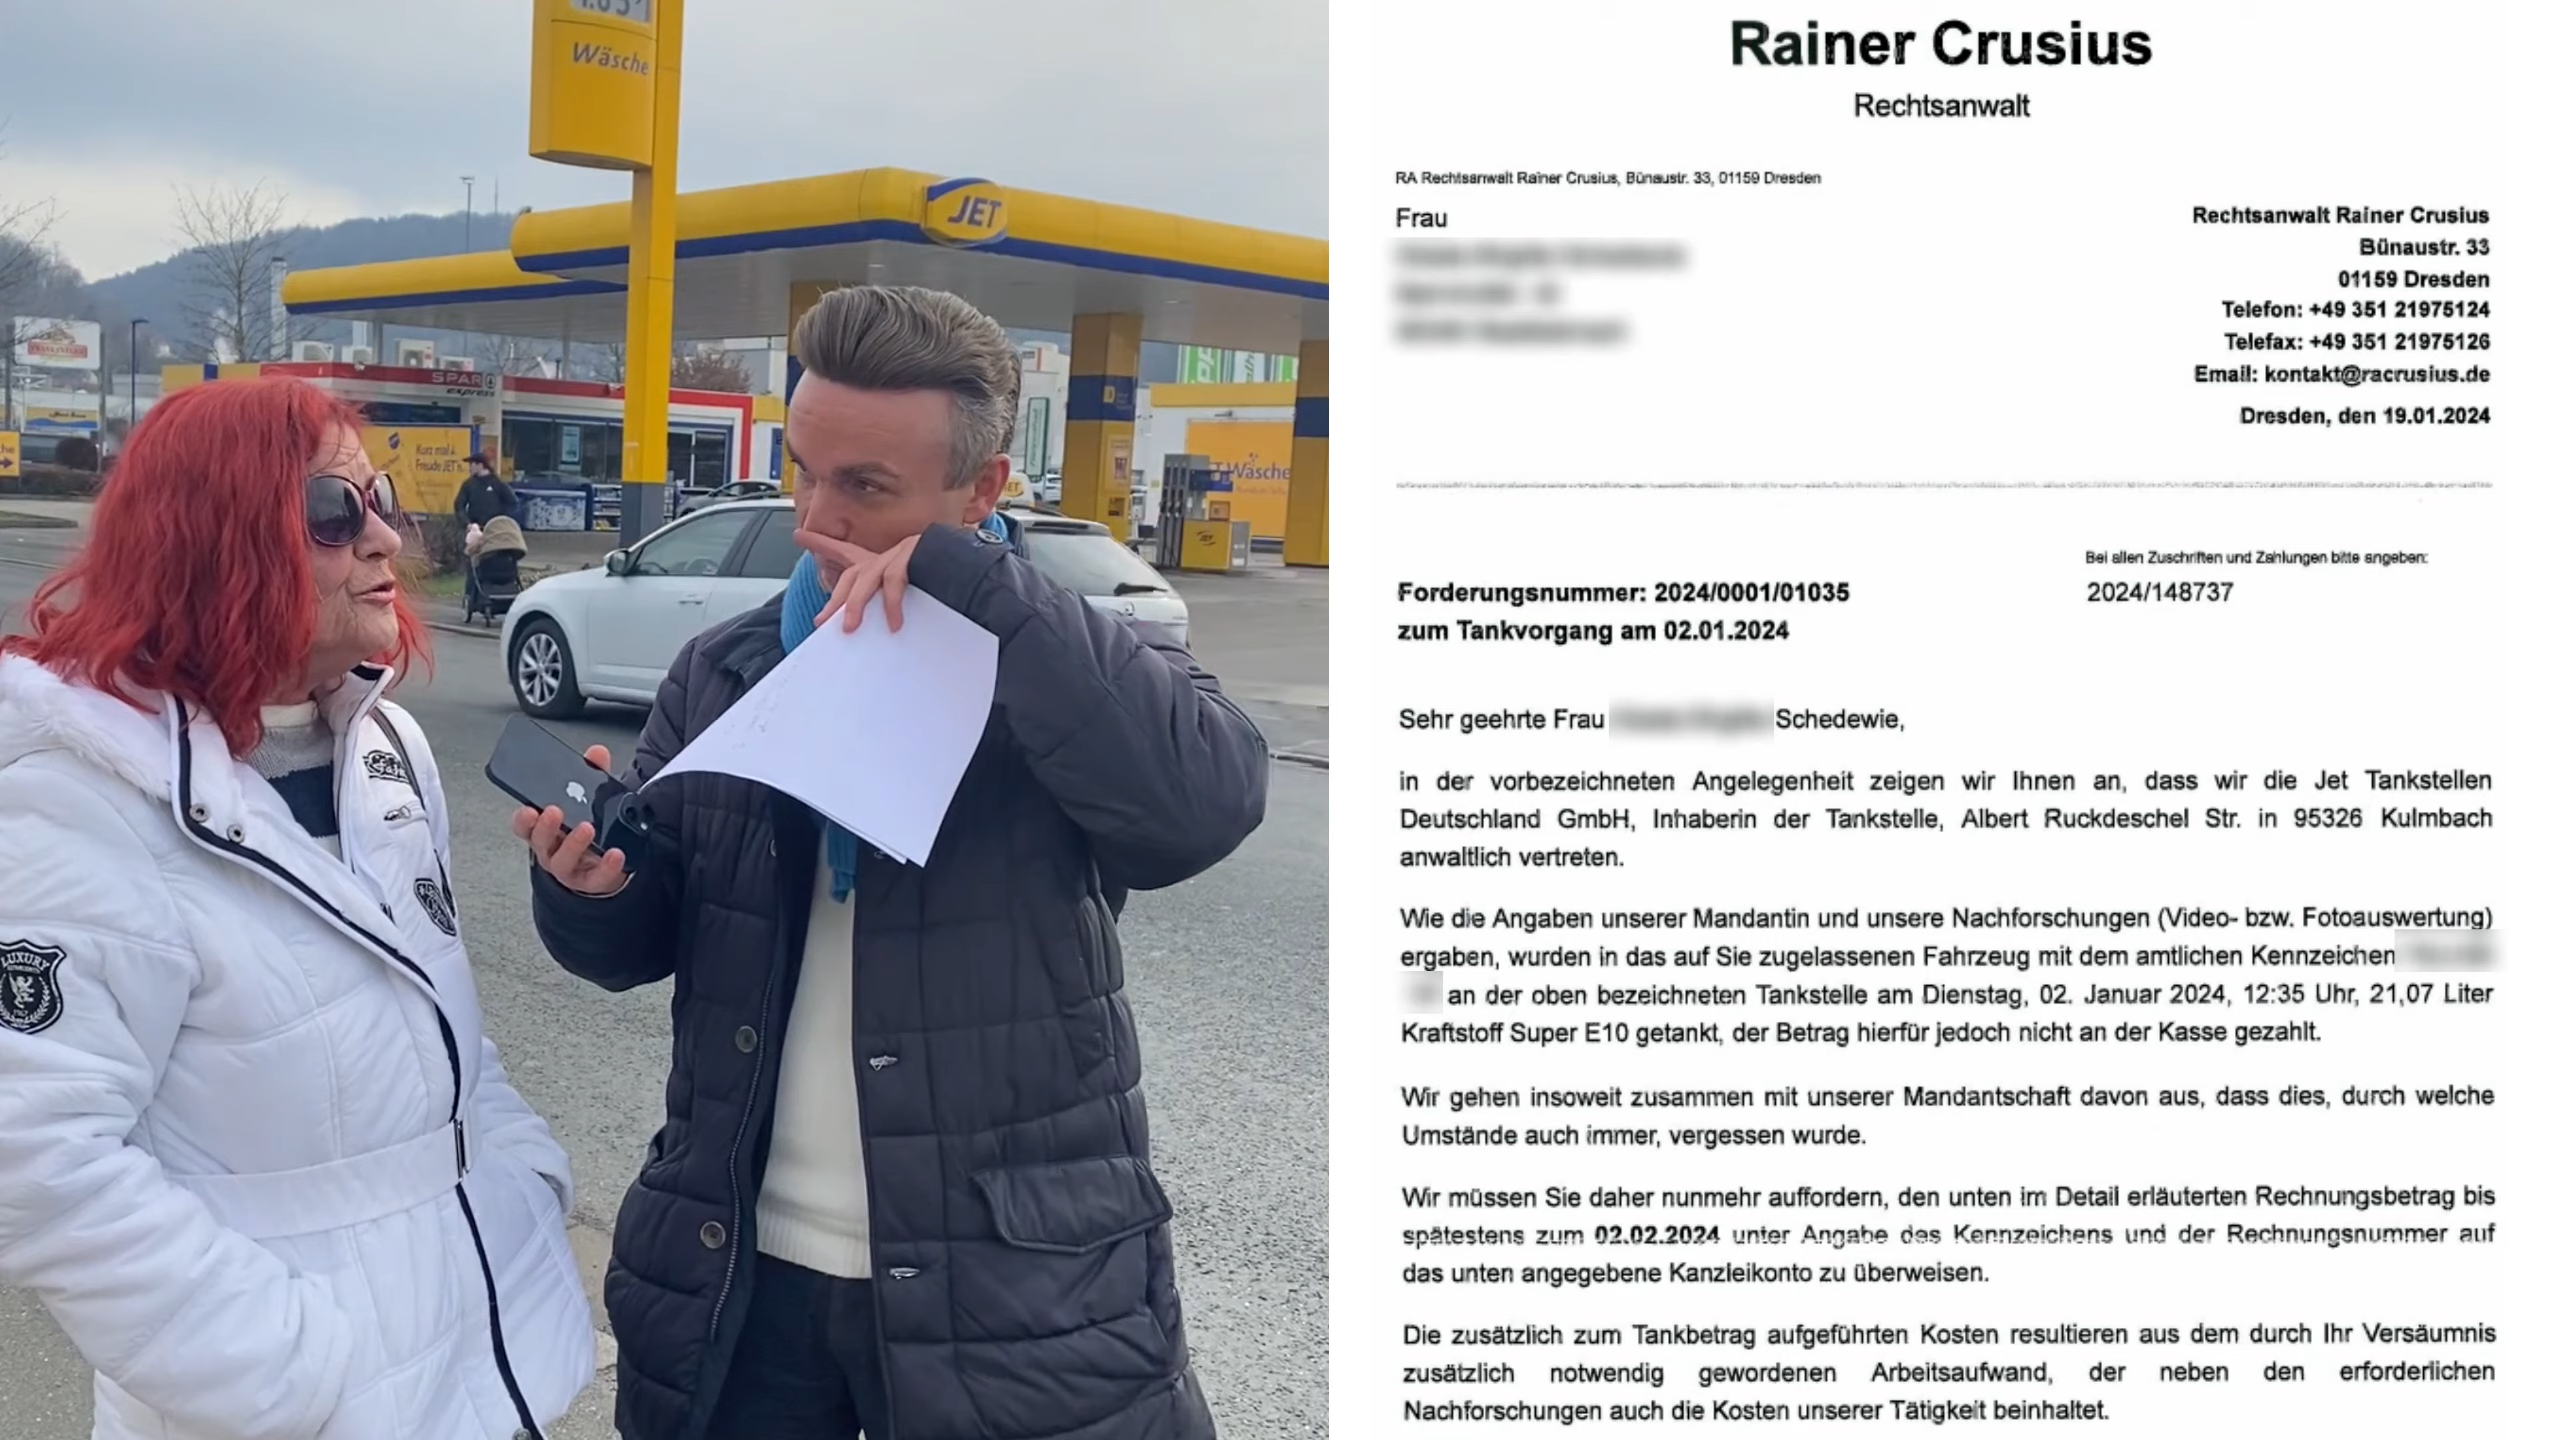 Wäsche
JET
SPAR
express
Kurz mal
Freude JET
Wäsche
JET
LUXURY
Rainer Crusius
Rechtsanwalt
RA Rechtsanwalt Rainer Crusius, Bünaustr. 33, 01159 Dresden
Frau
Rechtsanwalt Rainer Crusius
Bünaustr. 33
01159 Dresden
Telefon: +49 351 21975124
Telefax: +49 351 21975126
Email: kontakt@racrusius.de
Dresden, den 19.01.2024
Bei allen Zuschriften und Zahlungen bitte angeben:
Forderungsnummer: 2024/0001/01035
2024/148737
zum Tankvorgang am 02.01.2024
Sehr geehrte Frau Schedewie,
in der vorbezeichneten Angelegenheit zeigen wir Ihnen an, dass wir die Jet Tankstellen
Deutschland GmbH, Inhaberin der Tankstelle, Albert Ruckdeschel Str. in 95326 Kulmbach
anwaltlich vertreten.
Wie die Angaben unserer Mandantin und unsere Nachforschungen (Video- bzw. Fotoauswertung)
ergaben, wurden in das auf Sie zugelassenen Fahrzeug mit dem amtlichen Kennzeichen
an der oben bezeichneten Tankstelle am Dienstag, 02. Januar 2024, 12:35 Uhr, 21,07 Liter
Kraftstoff Super E10 getankt, der Betrag hierfür jedoch nicht an der Kasse gezahlt.
Wir gehen insoweit zusammen mit unserer Mandantschaft davon aus, dass dies, durch welche
Umstände auch immer, vergessen wurde.
Wir müssen Sie daher nunmehr auffordern, den unten im Detail erläuterten Rechnungsbetrag bis
spätestens zum 02.02.2024 unter Angabe des Kennzeichens und der Rechnungsnummer auf
das unten angegebene Kanzleikonto zu überweisen.
Die zusätzlich zum Tankbetrag aufgeführten Kosten resultieren aus dem durch Ihr Versäumnis
zusätzlich notwendig gewordenen Arbeitsaufwand, der neben den erforderlichen
Nachforschungen auch die Kosten unserer Tätigkeit beinhaltet.